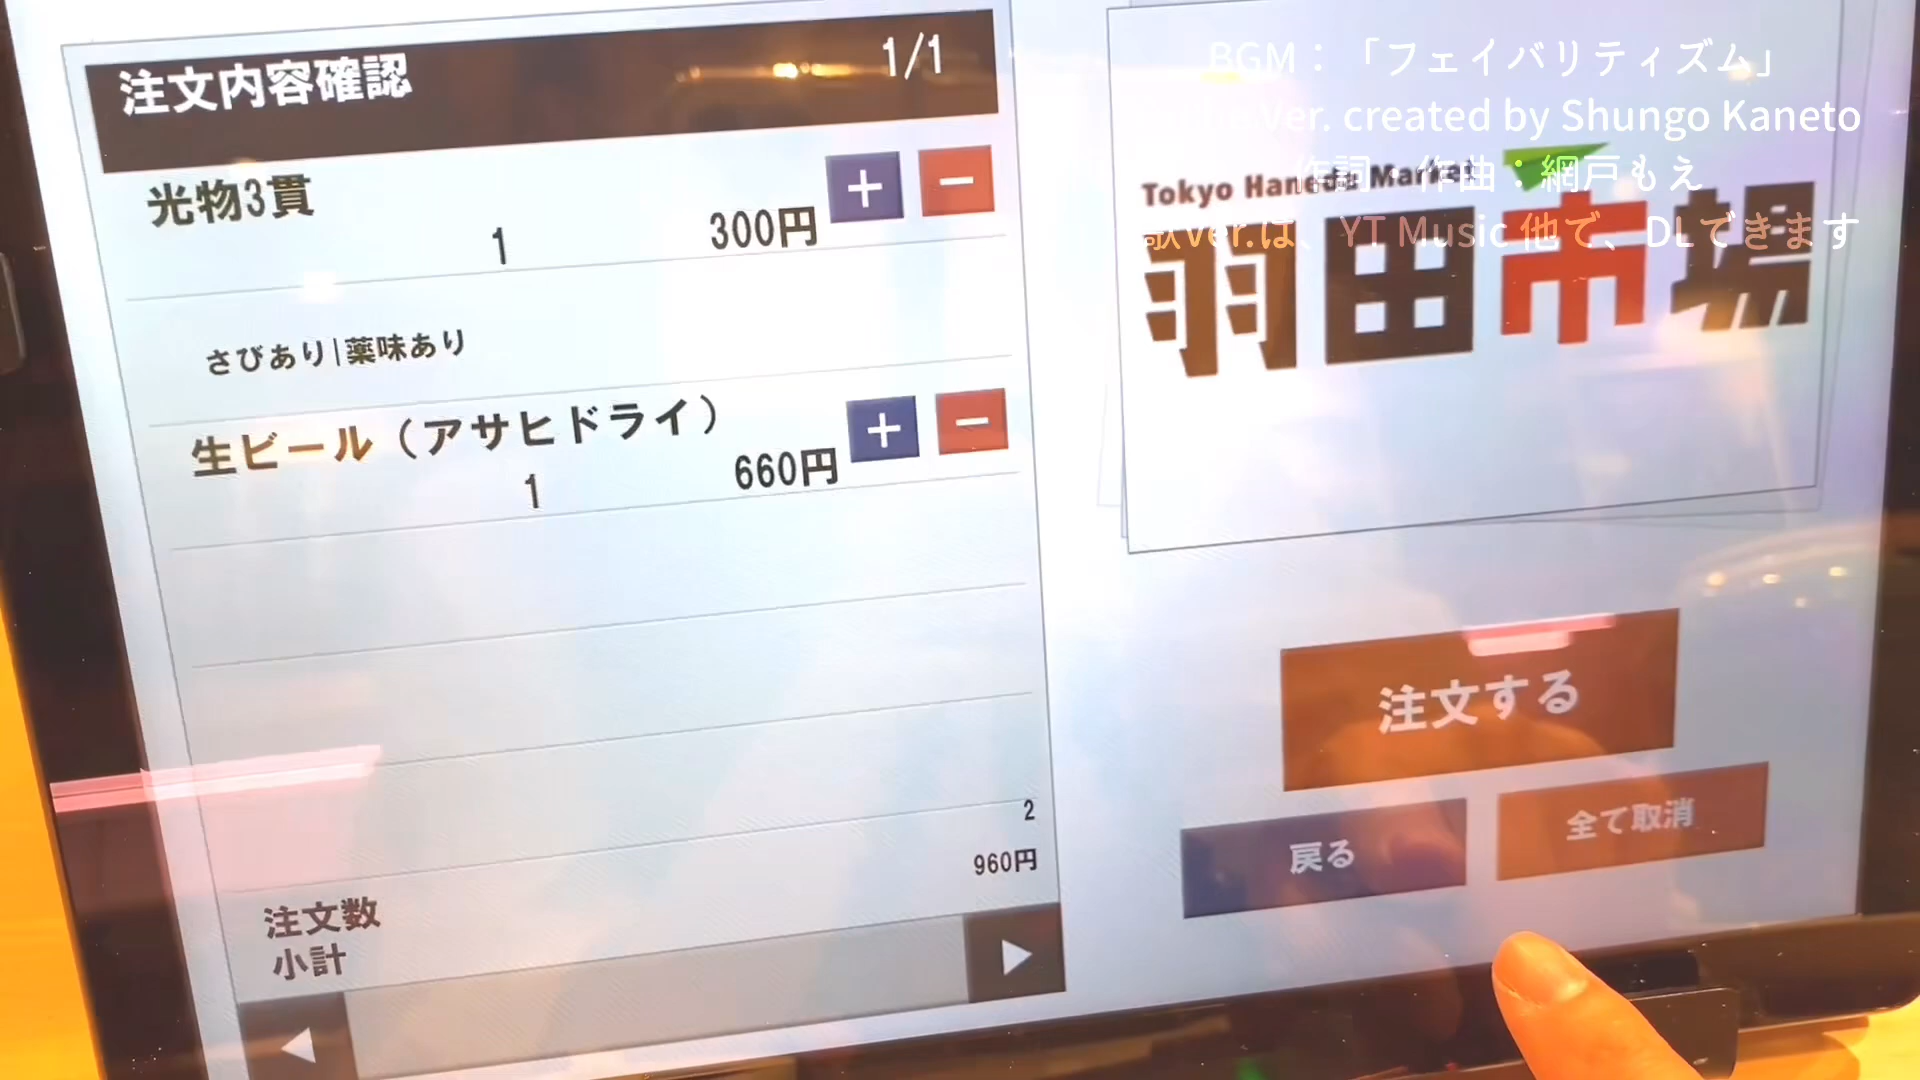 注文内容確認 1/1
光物3貫
1 300円
さびあり|薬味あり
生ビール（アサヒドライ）
1 660円
2
960円
注文数
小計
BGM：「フェイバリティズム」
Ver. created by Shungo Kaneto
作詞・作曲：網戸もえ
歌ver.は、YT Music 他で、DLできます
Tokyo Haneda Market
羽田市場
注文する
戻る
全て取消